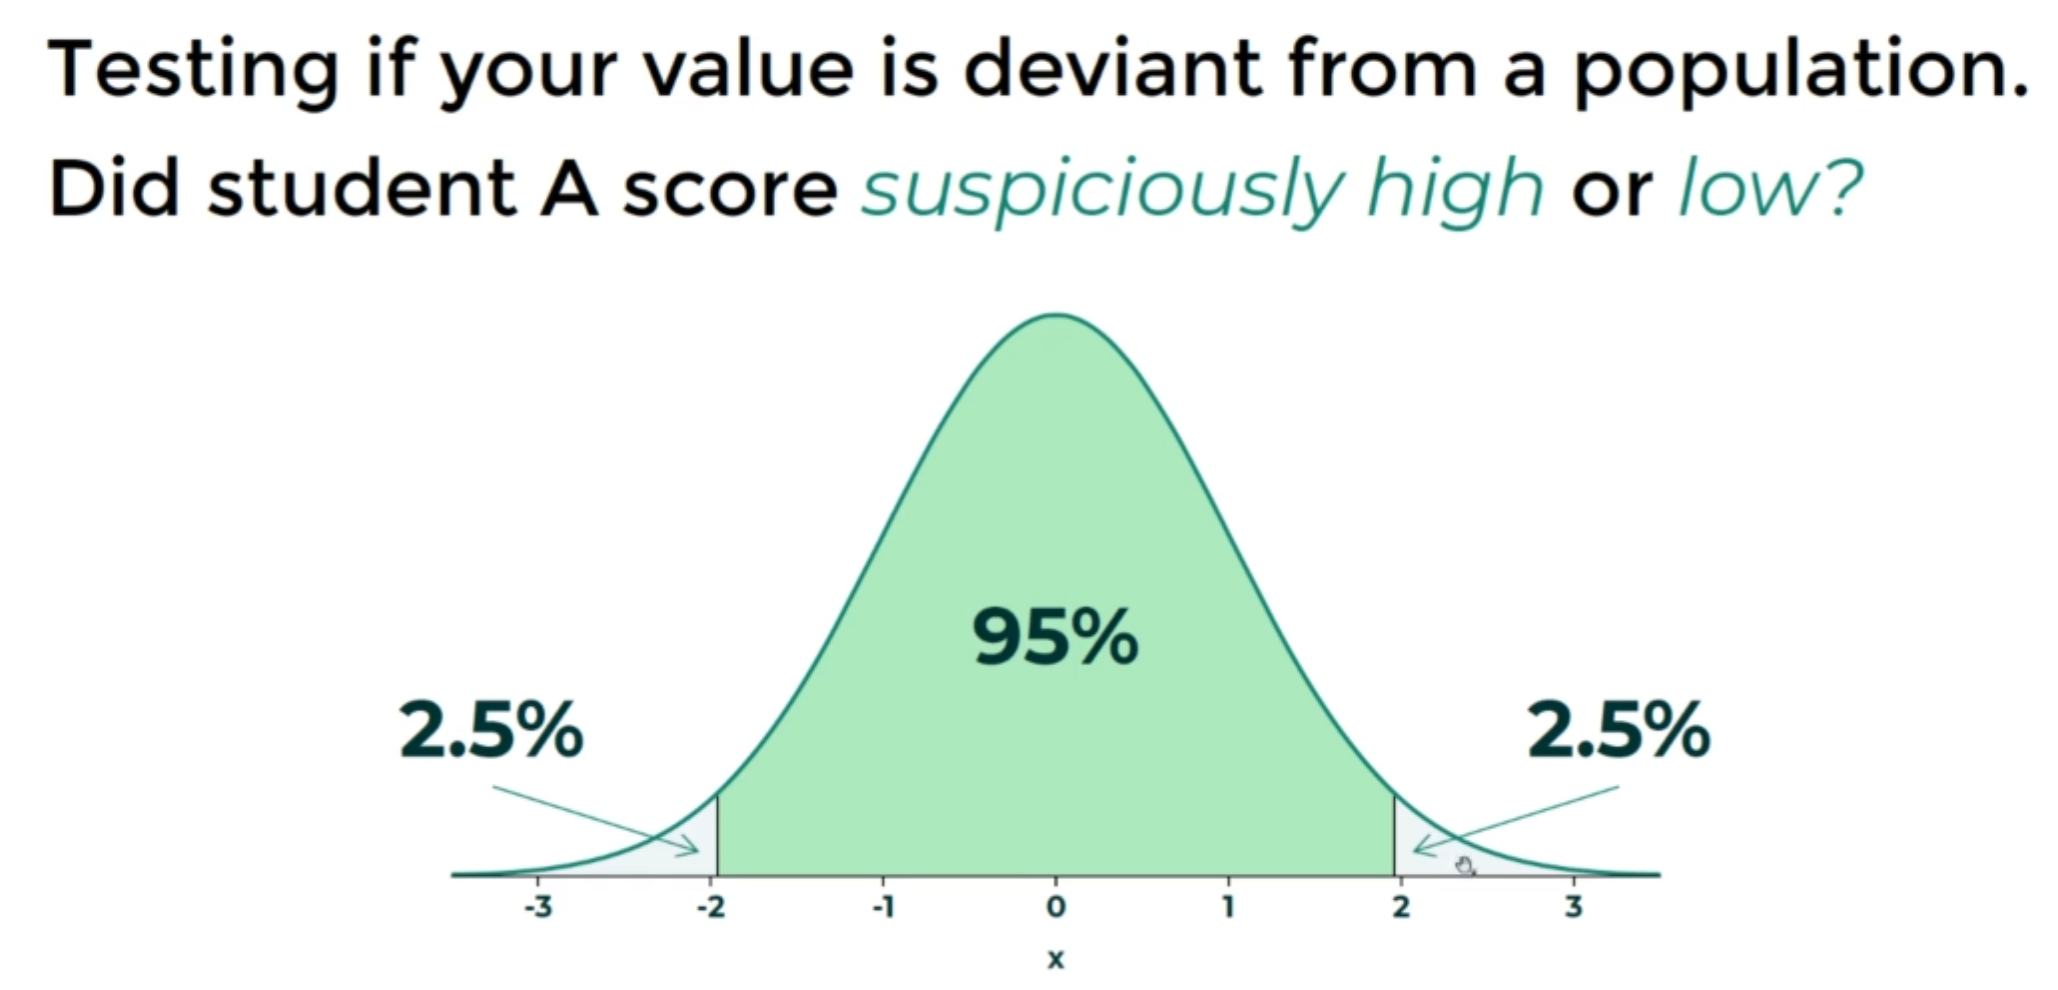 Testing if your value is deviant from a population.
Did student A score suspiciously high or low?
95%
2.5%
2.5%
-3 -2 -1 0 1 2 3
x